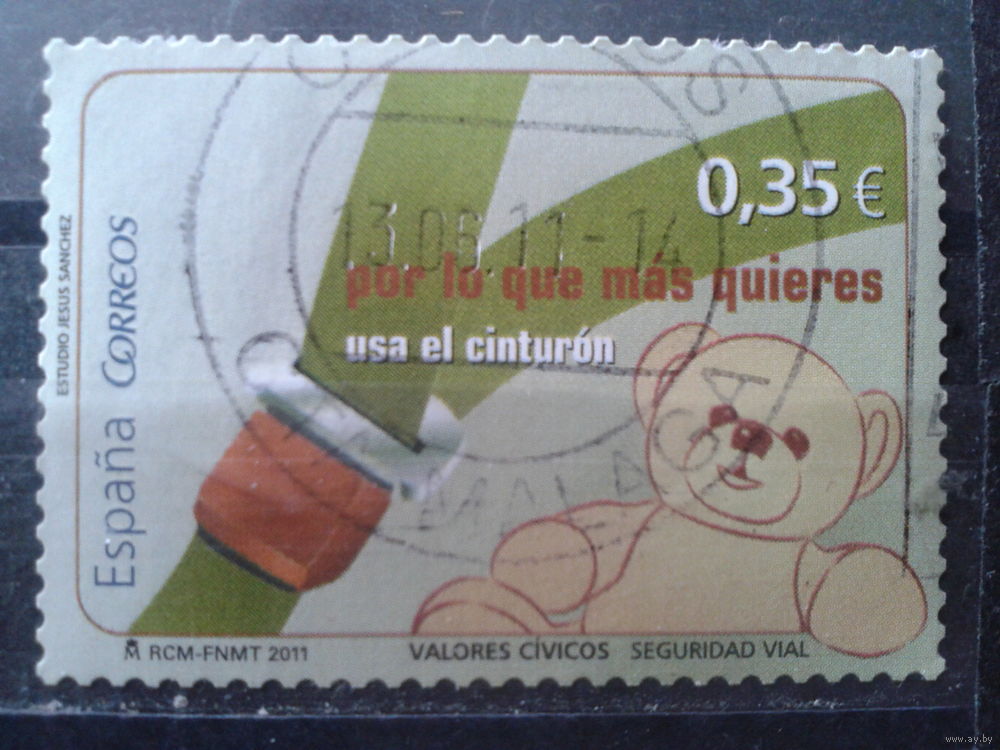 0,35 €
por lo que más quieres
usa el cinturón
España CORREOS
ESTUDIO JESUS SANCHEZ
RCM-FNMT 2011
VALORES CÍVICOS SEGURIDAD VIAL
13.06.11-14
MALAGA
www.ay.by